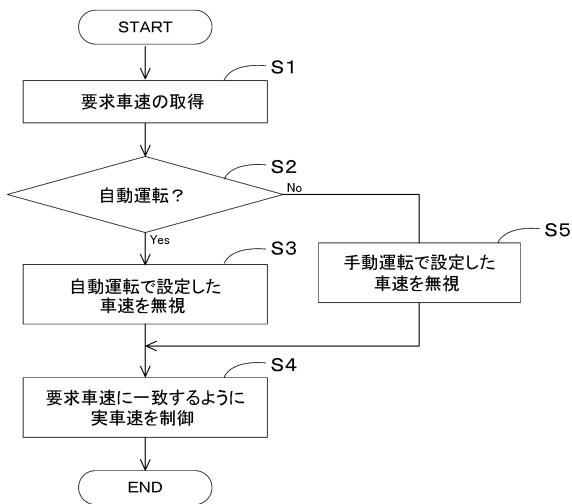 START
S1
要求車速の取得
S2
自動運転？
No
Yes
S3
自動運転で設定した
車速を無視
S5
手動運転で設定した
車速を無視
S4
要求車速に一致するように
実車速を制御
END